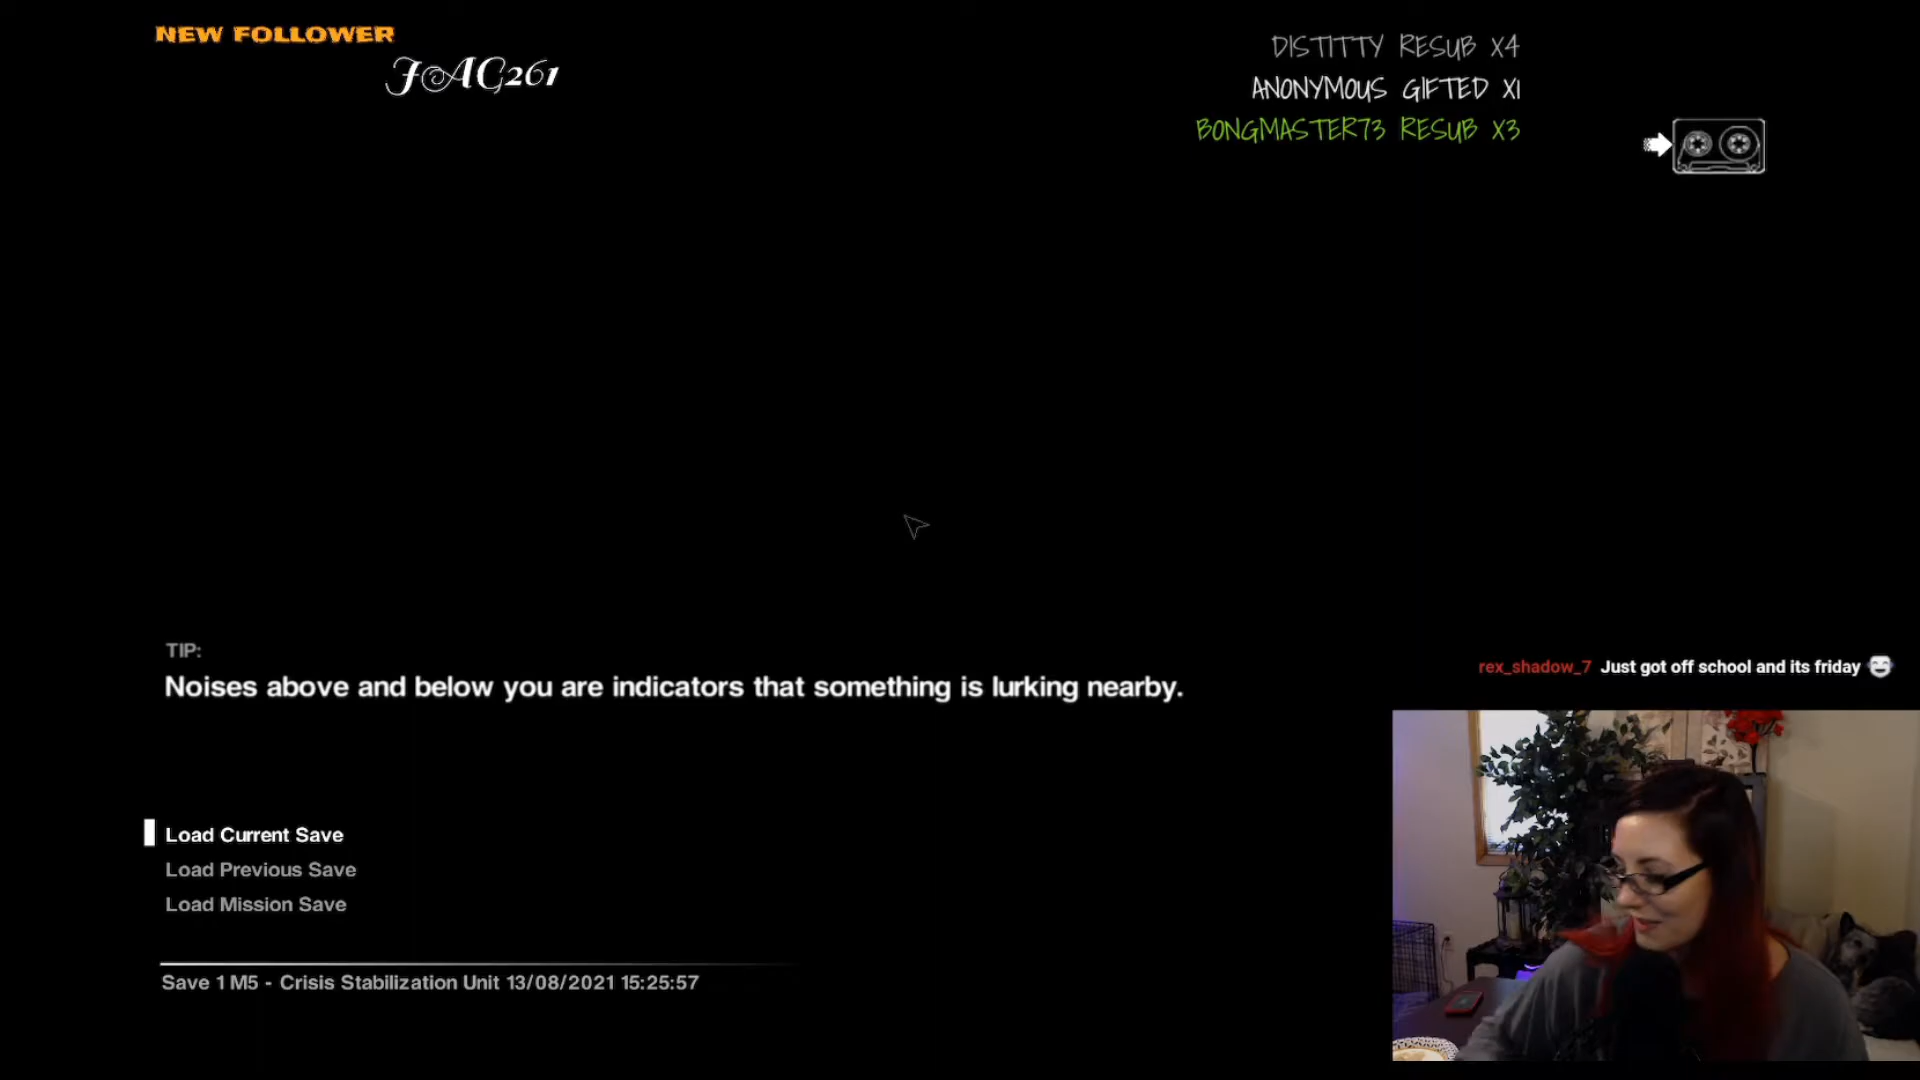 NEW FOLLOWER
JAG261
DISTITTY RESUB X4
ANONYMOUS GIFTED X1
BONGMASTER73 RESUB X3
TIP:
Noises above and below you are indicators that something is lurking nearby.
rex_shadow_7 Just got off school and its friday
Load Current Save
Load Previous Save
Load Mission Save
Save 1 M5 - Crisis Stabilization Unit 13/08/2021 15:25:57